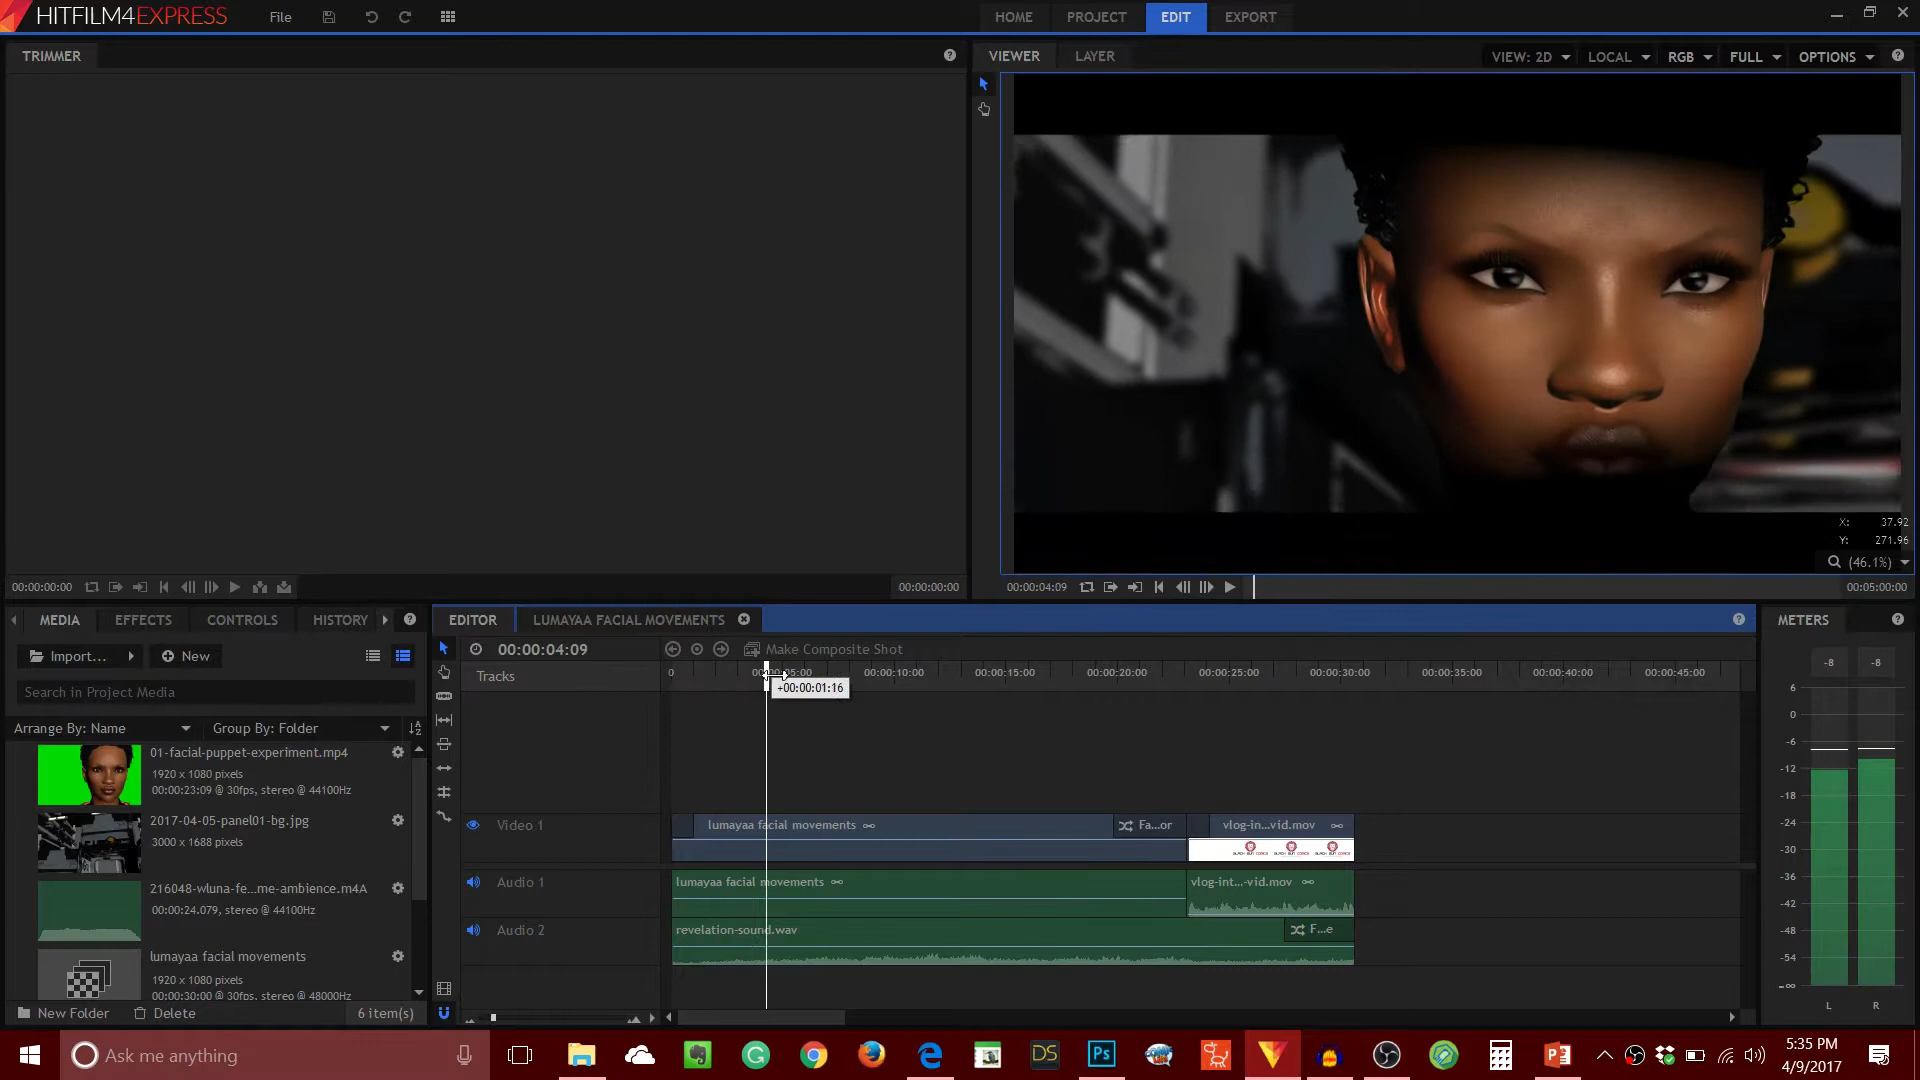 HITFILM4EXPRESS
File
HOME
PROJECT
EDIT
EXPORT
TRIMMER
VIEWER
LAYER
VIEW: 2D
LOCAL
RGB
FULL
OPTIONS
X: 37.92
Y: 271.96
(46.1%)
00:00:00:00
00:00:00:00
00:00:04:09
00:05:00:00
MEDIA
EFFECTS
CONTROLS
HISTORY
EDITOR
LUMAYAA FACIAL MOVEMENTS
METERS
Import...
New
00:00:04:09
Make Composite Shot
-8
-8
Tracks
0
00:00:05:00
00:00:10:00
00:00:15:00
00:00:20:00
00:00:25:00
00:00:30:00
00:00:35:00
00:00:40:00
00:00:45:00
+00:00:01:16
Search in Project Media
Arrange By: Name
Group By: Folder
01-facial-puppet-experiment.mp4
1920 x 1080 pixels
00:00:23:09 @ 30fps, stereo @ 44100Hz
2017-04-05-panel01-bg.jpg
3000 x 1688 pixels
216048-wluna-fe...me-ambience.m4A
00:00:24.079, stereo @ 44100Hz
lumayaa facial movements
1920 x 1080 pixels
00:00:30:00 @ 30fps, stereo @ 48000Hz
New Folder
Delete
6 item(s)
Video 1
lumayaa facial movements
Fa...or
vlog-in...vid.mov
Audio 1
lumayaa facial movements
vlog-int...-vid.mov
Audio 2
revelation-sound.wav
F...e
6
0
-6
-12
-18
-24
-30
-36
-42
-48
-54
-∞
L
R
Ask me anything
DS
Ps
5:35 PM
4/9/2017